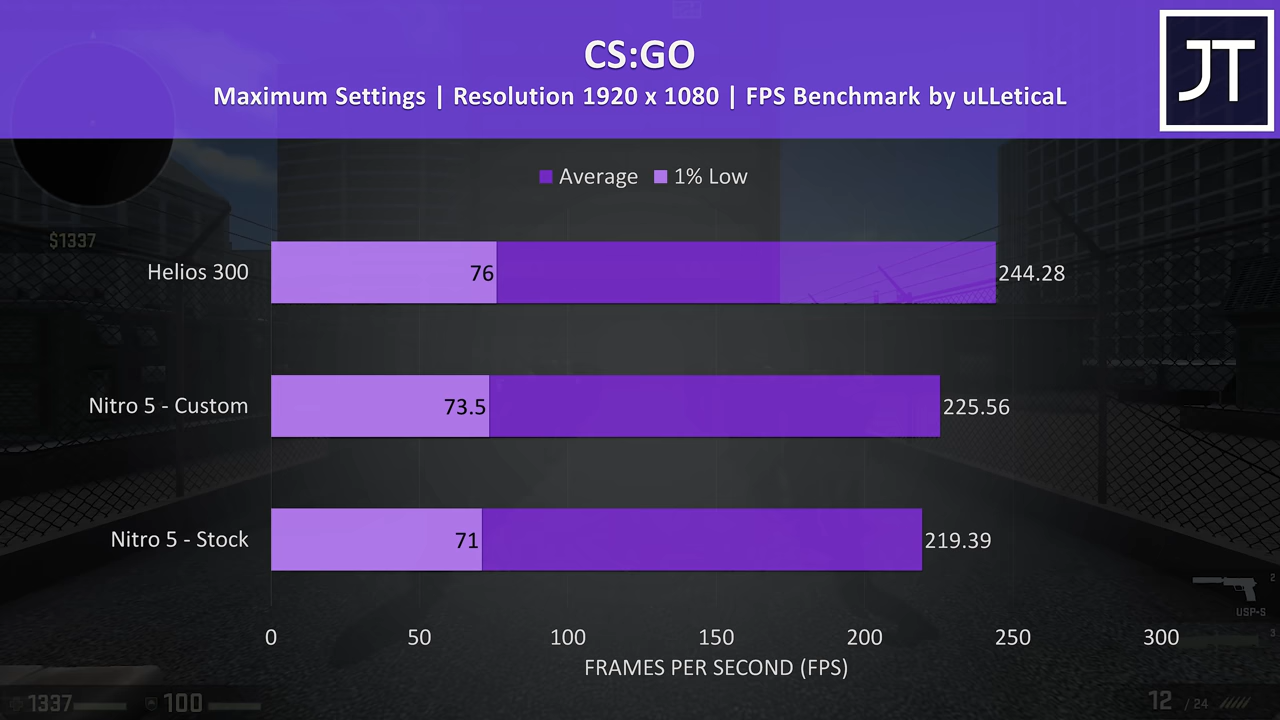 CS:GO
Maximum Settings | Resolution 1920 x 1080 | FPS Benchmark by uLLeticaL
JT
Average 1% Low
$1337
Helios 300 76 244.28
Nitro 5 - Custom 73.5 225.56
Nitro 5 - Stock 71 219.39
2
USP-S
3
0 50 100 150 200 250 300
FRAMES PER SECOND (FPS)
1337 100 12 / 24